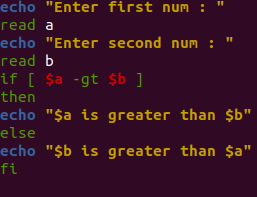 echo "Enter first num : "
read a
echo "Enter second num : "
read b
if [ $a -gt $b ]
then
echo "$a is greater than $b"
else
echo "$b is greater than $a"
fi